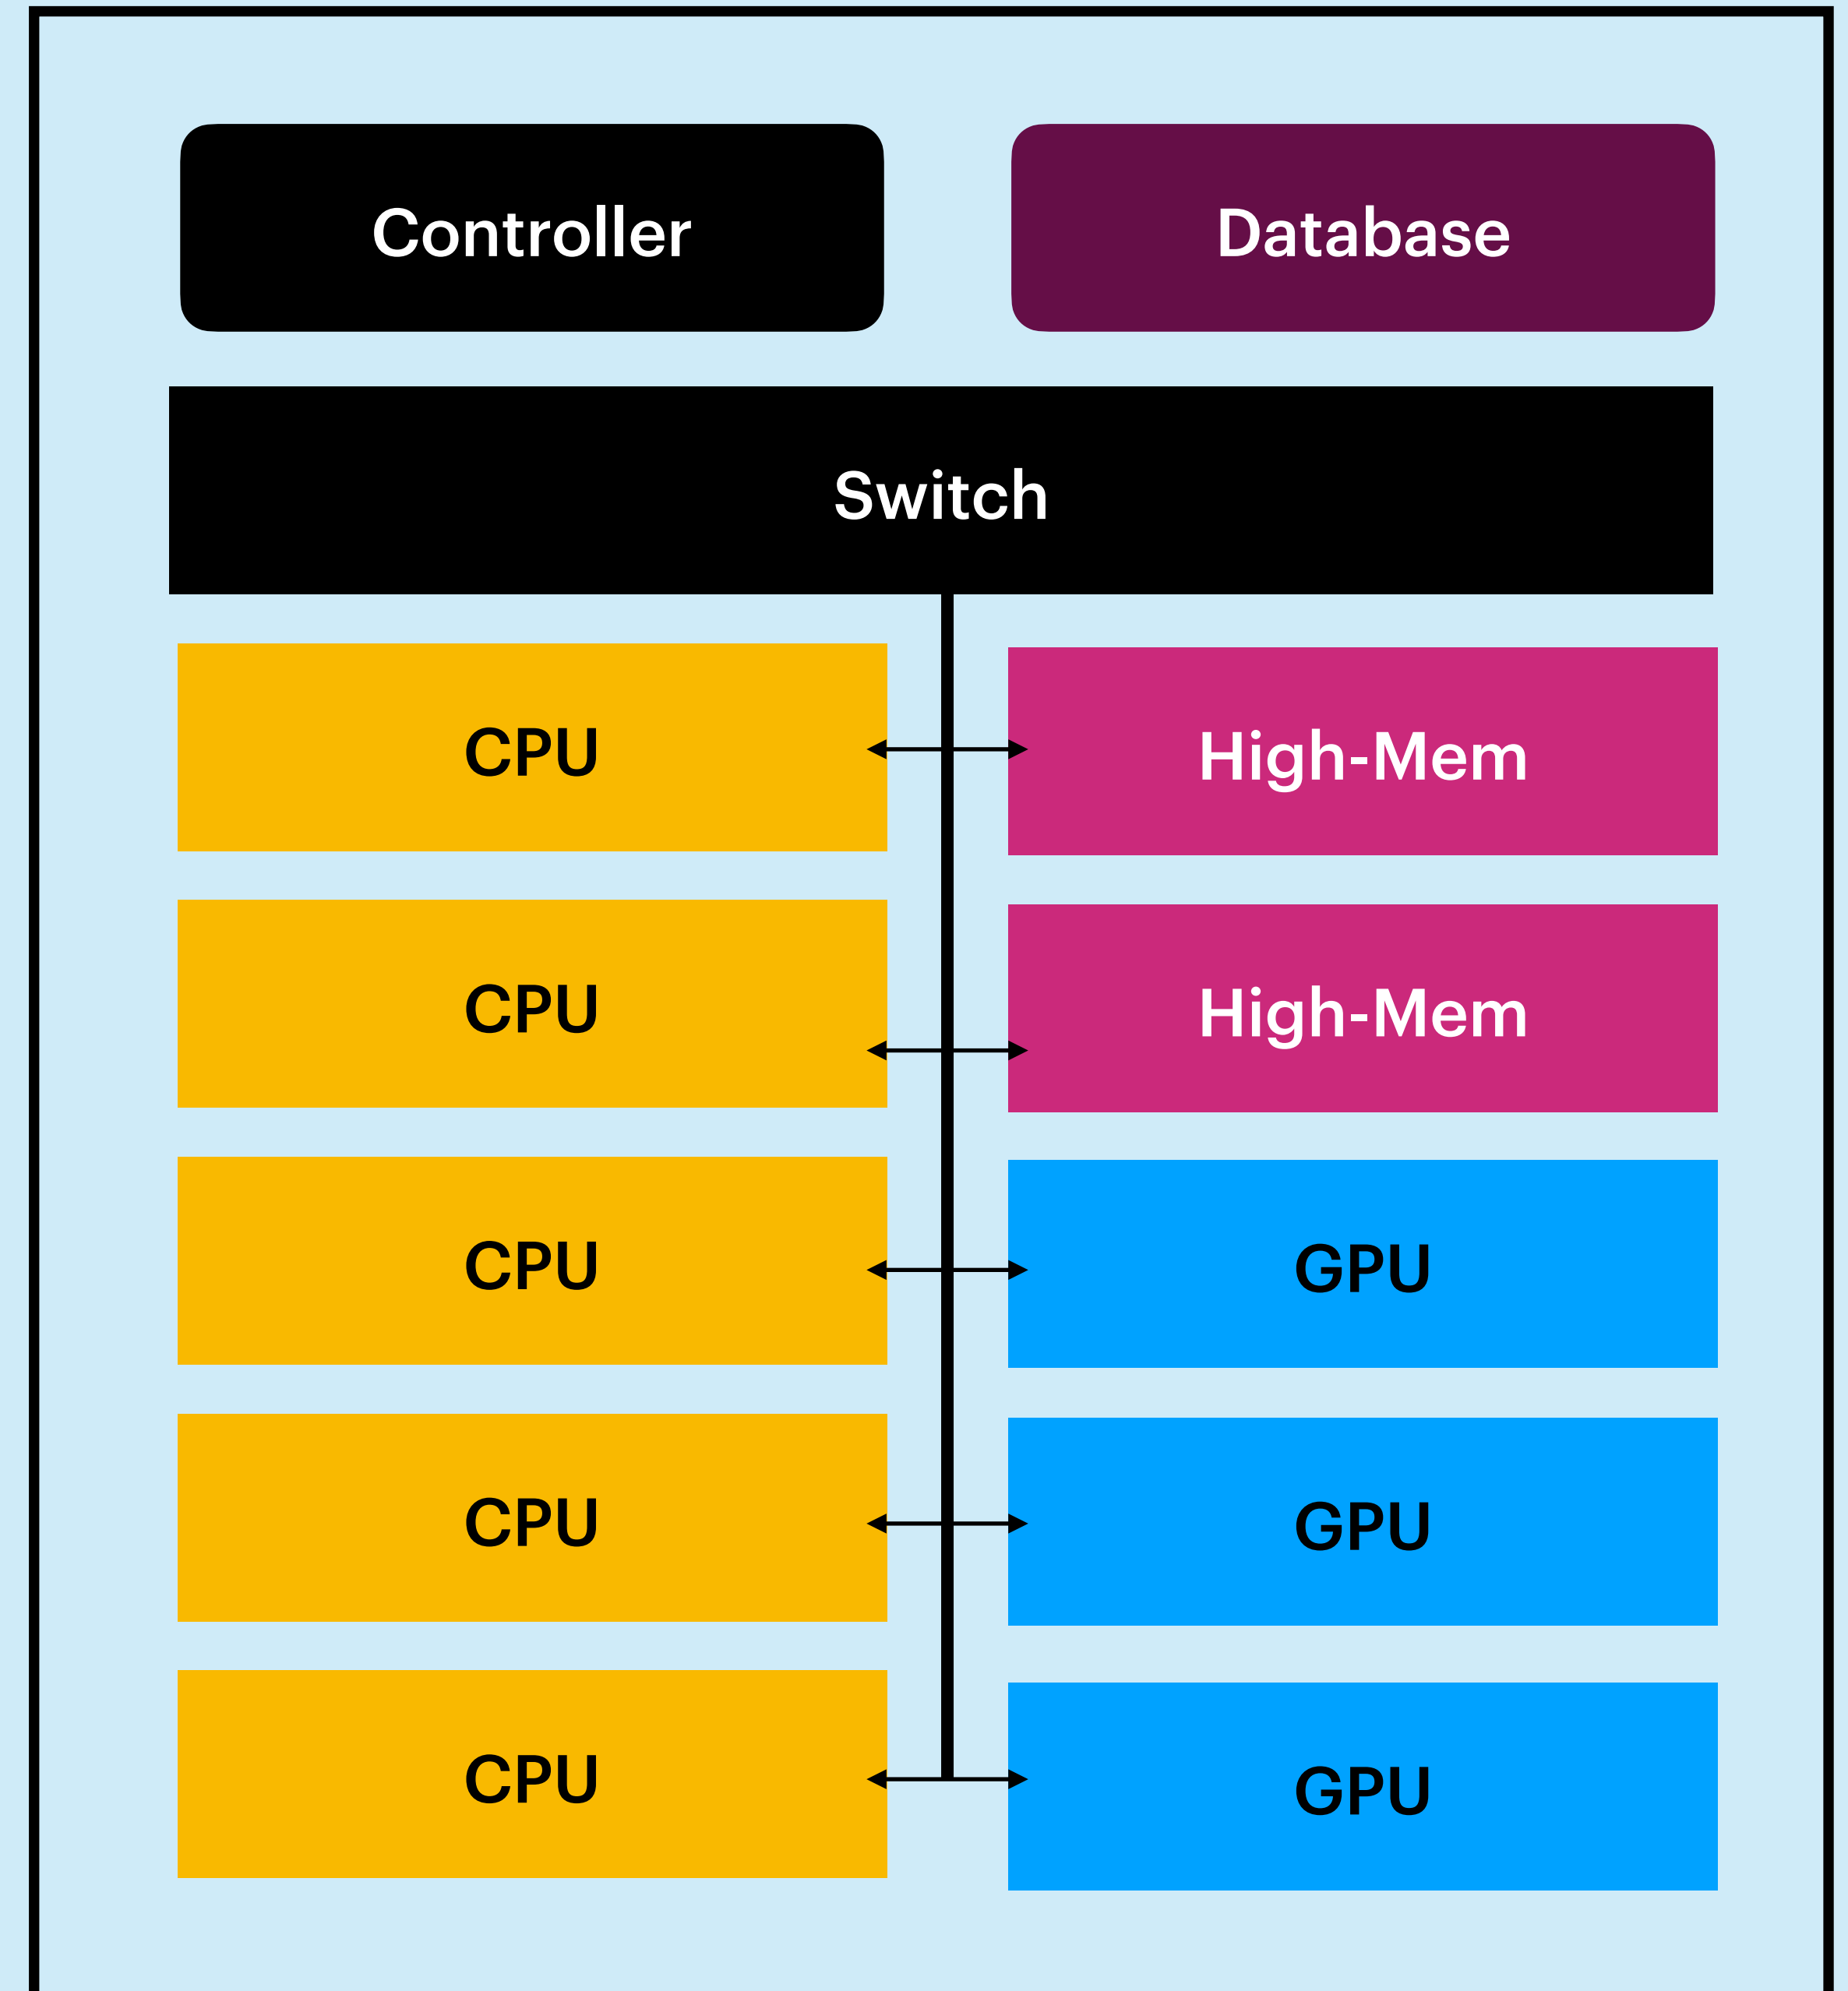 Controller
Database
Switch
CPU
High-Mem
CPU
High-Mem
CPU
GPU
CPU
GPU
CPU
GPU